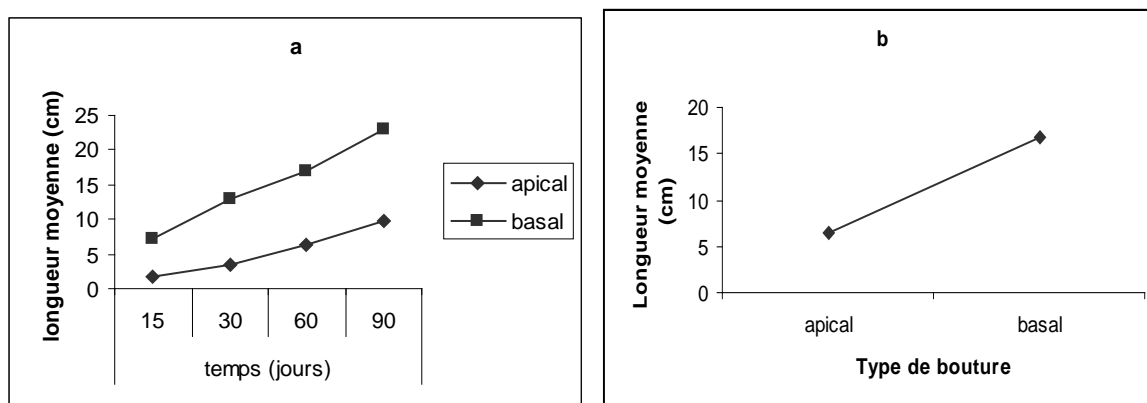 a
longueur moyenne (cm)
25
20
15
10
5
0
15 30 60 90
temps (jours)
apical
basal
b
Longueur moyenne
(cm)
20
15
10
5
0
apical basal
Type de bouture